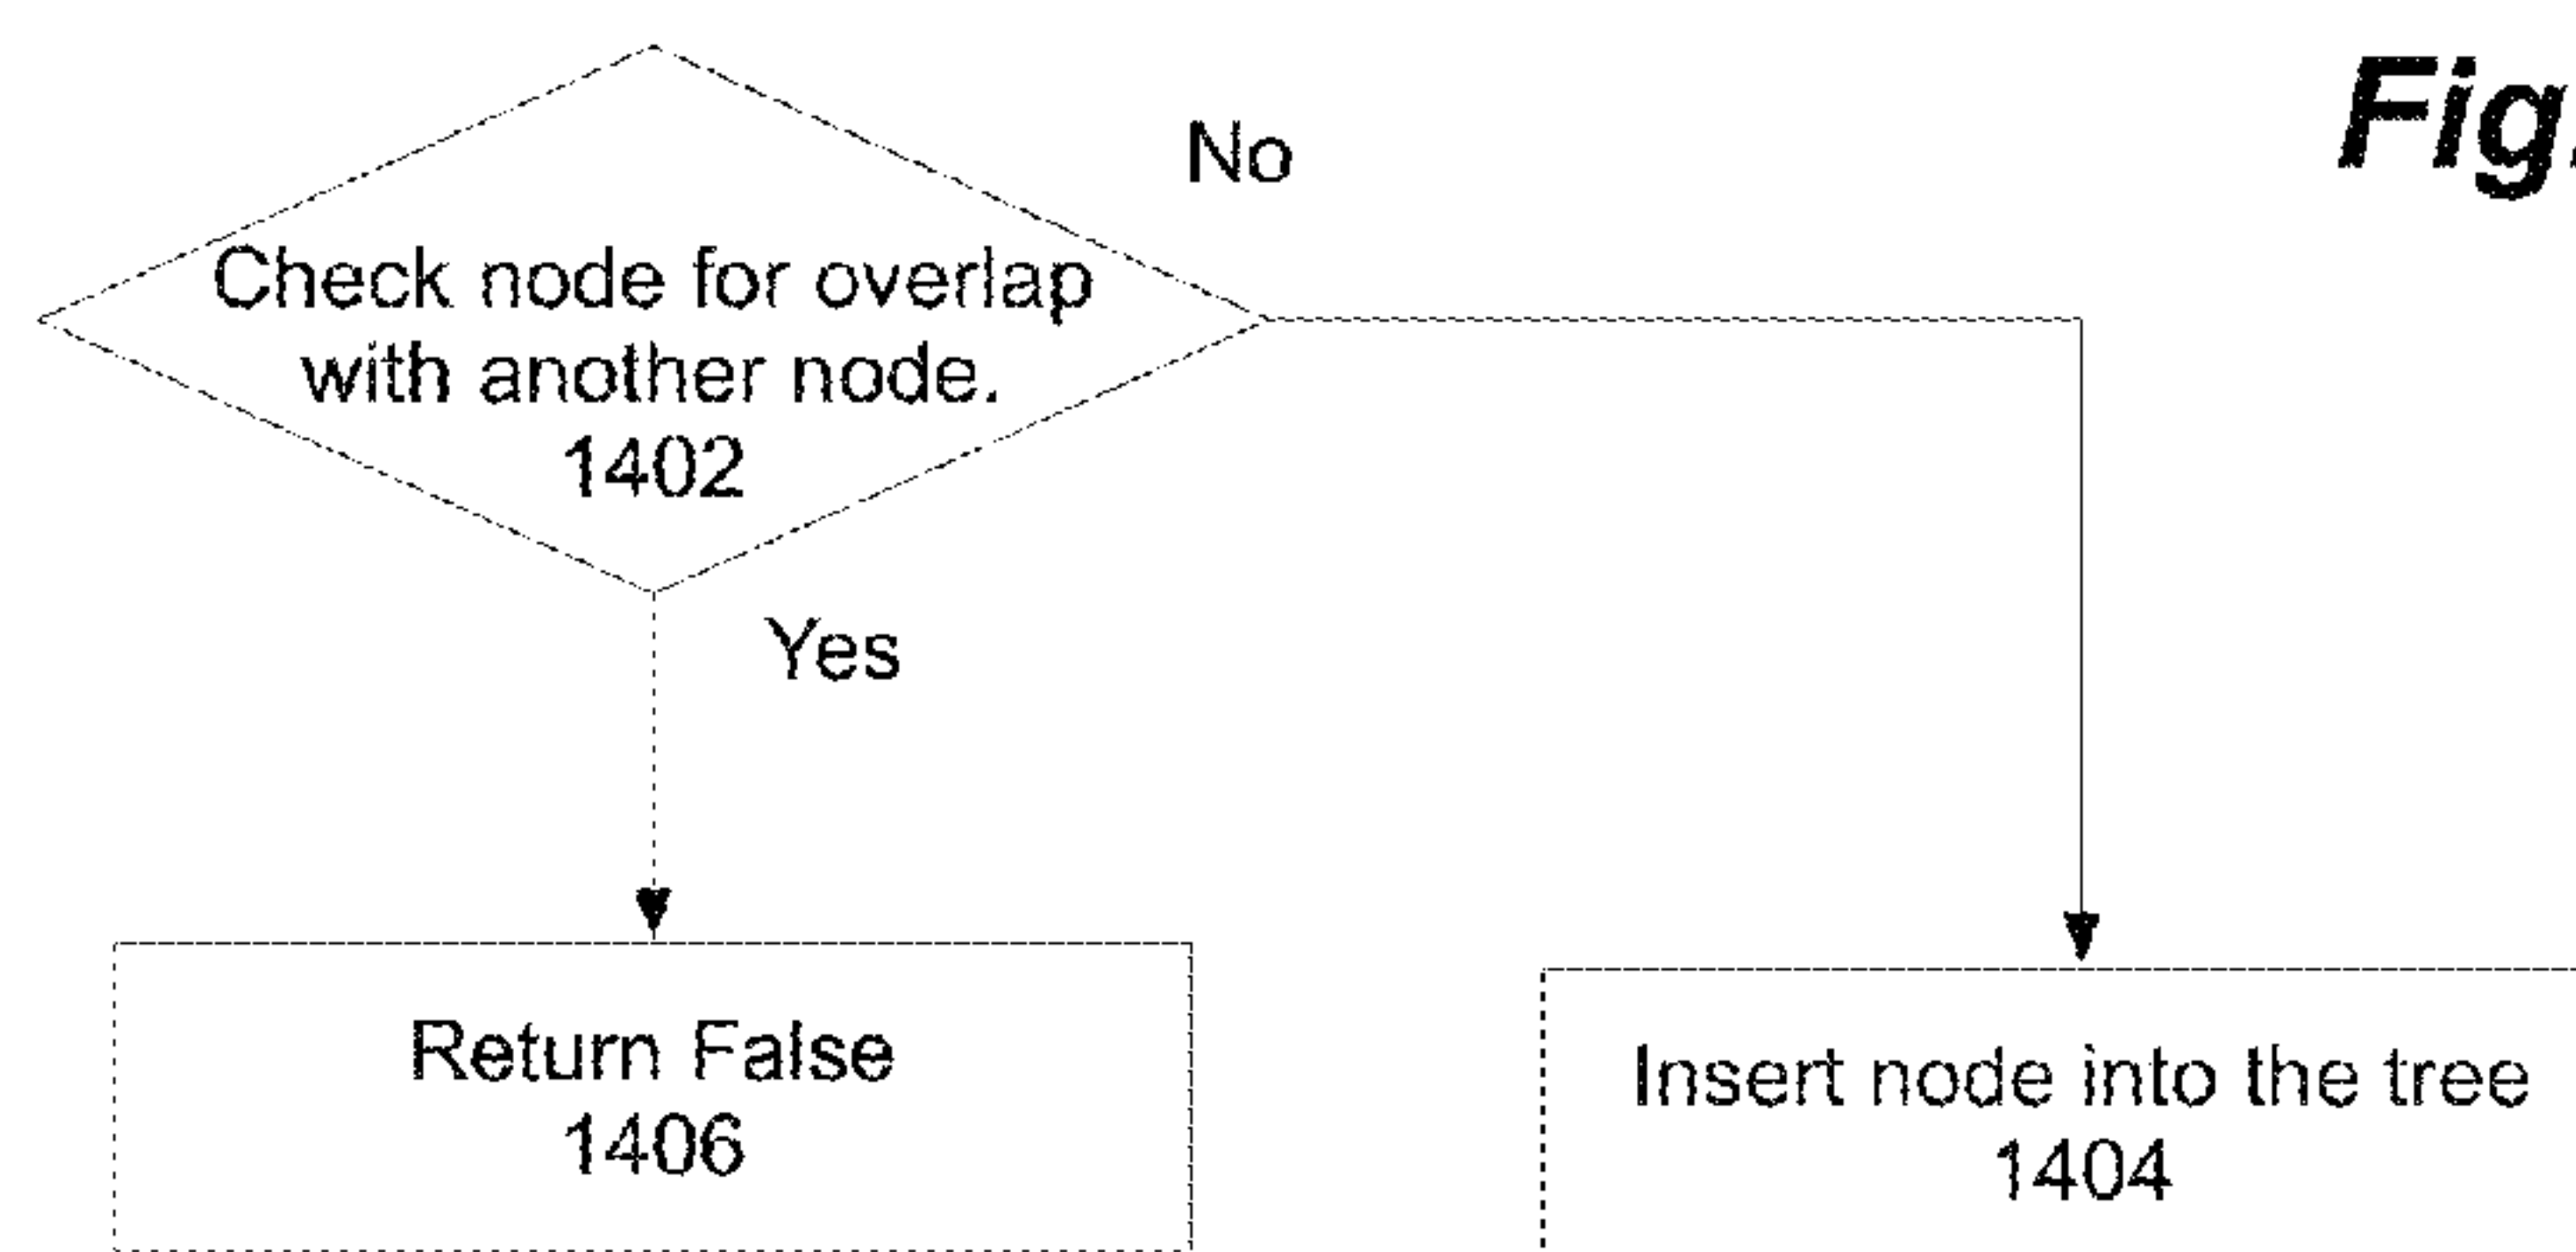 Fig.
No
Check node for overlap
with another node.
1402
Yes
Return False
1406
Insert node into the tree
1404